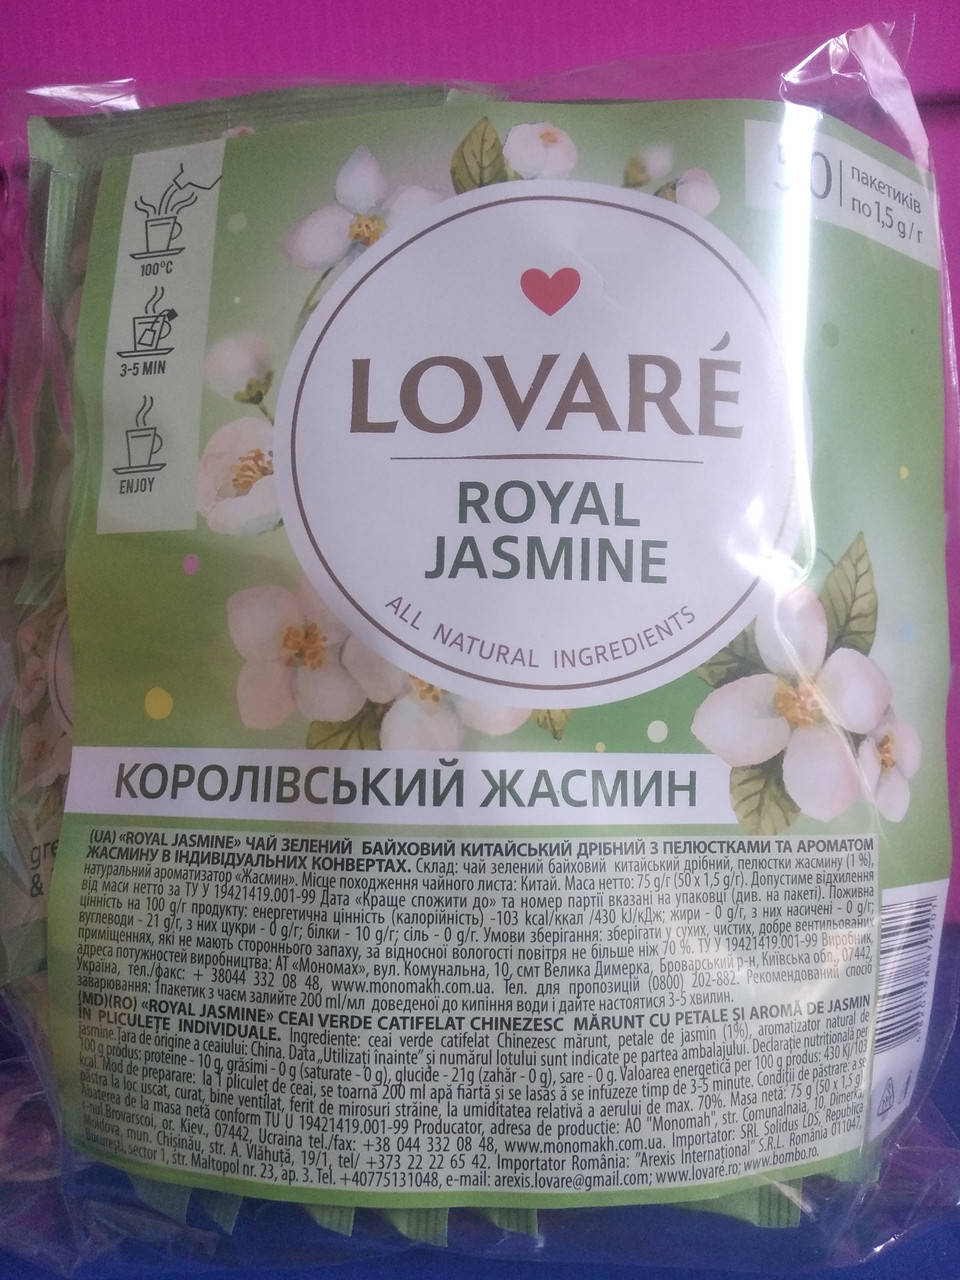 50 | пакетиків
по 1,5 g/г
100°C
3-5 MIN
ENJOY
LOVARÉ
ROYAL
JASMINE
ALL NATURAL INGREDIENTS
КОРОЛІВСЬКИЙ ЖАСМИН
(UA) «ROYAL JASMINE» ЧАЙ ЗЕЛЕНИЙ БАЙХОВИЙ КИТАЙСЬКИЙ ДРІБНИЙ З ПЕЛЮСТКАМИ ТА АРОМАТОМ
ЖАСМИНУ В ІНДИВІДУАЛЬНИХ КОНВЕРТАХ. Склад: чай зелений байховий китайський дрібний, пелюстки жасмину (1 %),
натуральний ароматизатор «Жасмин». Місце походження чайного листа: Китай. Маса нетто: 75 g/г (50 х 1,5 g/г). Допустиме відхилення
від маси нетто за ТУ У 19421419.001-99 Дата «Краще спожити до» та номер партії вказані на упаковці (див. на пакеті). Поживна
цінність на 100 g/г продукту: енергетична цінність (калорійність) -103 kcal/ккал /430 kJ/кДж; жири - 0 g/г, з них насичені - 0 g/г;
вуглеводи - 21 g/г, з них цукри - 0 g/г; білки - 10 g/г; сіль - 0 g/г. Умови зберігання: зберігати у сухих, чистих, добре вентильованих
приміщеннях, які не мають стороннього запаху, за відносної вологості повітря не більше ніж 70 %. ТУ У 19421419.001-99 Виробник,
адреса потужностей виробництва: АТ «Мономах», вул. Комунальна, 10, смт Велика Димерка, Броварський р-н, Київська обл., 07442,
Україна, тел./факс: + 38044 332 08 48, www.monomakh.com.ua. Тел. для пропозицій (0800) 202-882. Рекомендований спосіб
заварювання: 1пакетик з чаєм залийте 200 ml/мл доведеної до кипіння води і дайте настоятися 3-5 хвилин.
(MD)(RO) «ROYAL JASMINE» CEAI VERDE CATIFELAT CHINEZESC MĂRUNT CU PETALE ȘI AROMĂ DE JASMIN
ÎN PLICULEȚE INDIVIDUALE. Ingrediente: ceai verde catifelat Chinezesc mărunt, petale de jasmin (1%), aromatizator natural de
jasmine.Țara de origine a ceaiului: China. Data „Utilizați înainte" și numărul lotului sunt indicate pe partea ambalajului. Declarație nutrițională per
100 g produs: proteine - 10 g, grăsimi - 0 g (saturate - 0 g), glucide - 21g (zahăr - 0 g), sare - 0 g. Valoarea energetică per 100 g produs: 430 Kj/103
kcal. Mod de preparare: la 1 pliculeț de ceai, se toarnă 200 ml apă fiartă și se lasăs ă se infuzeze timp de 3-5 minute. Condiții de păstrare: a se
păstra la loc uscat, curat, bine ventilat, ferit de mirosuri străine, la umiditatea relativă a aerului de max. 70%. Masa netă: 75 g (50 x 1,5 g).
Abaterea de la masa netă conform TU U 19421419.001-99 Producator, adresa de producție: AO "Monomah", str. Comunalnaia, 10, Dimerka,
r-nul.Brovarscoi, or. Kiev., 07442, Ucraina tel./fax: +38 044 332 08 48, www.monomakh.com.ua. Importator: SRL Solidus LDS, Republica
Moldova, mun. Chișinău, str. A. Vlăhuță, 19/1, tel/ +373 22 22 65 42. Importator România: "Arexis International" S.R.L. România 011047,
București, sector 1, str. Maltopol nr. 23, ap. 3. Tel. +40775131048, e-mail: arexis.lovare@gmail.com; www.lovare.ro; www.bombo.ro.